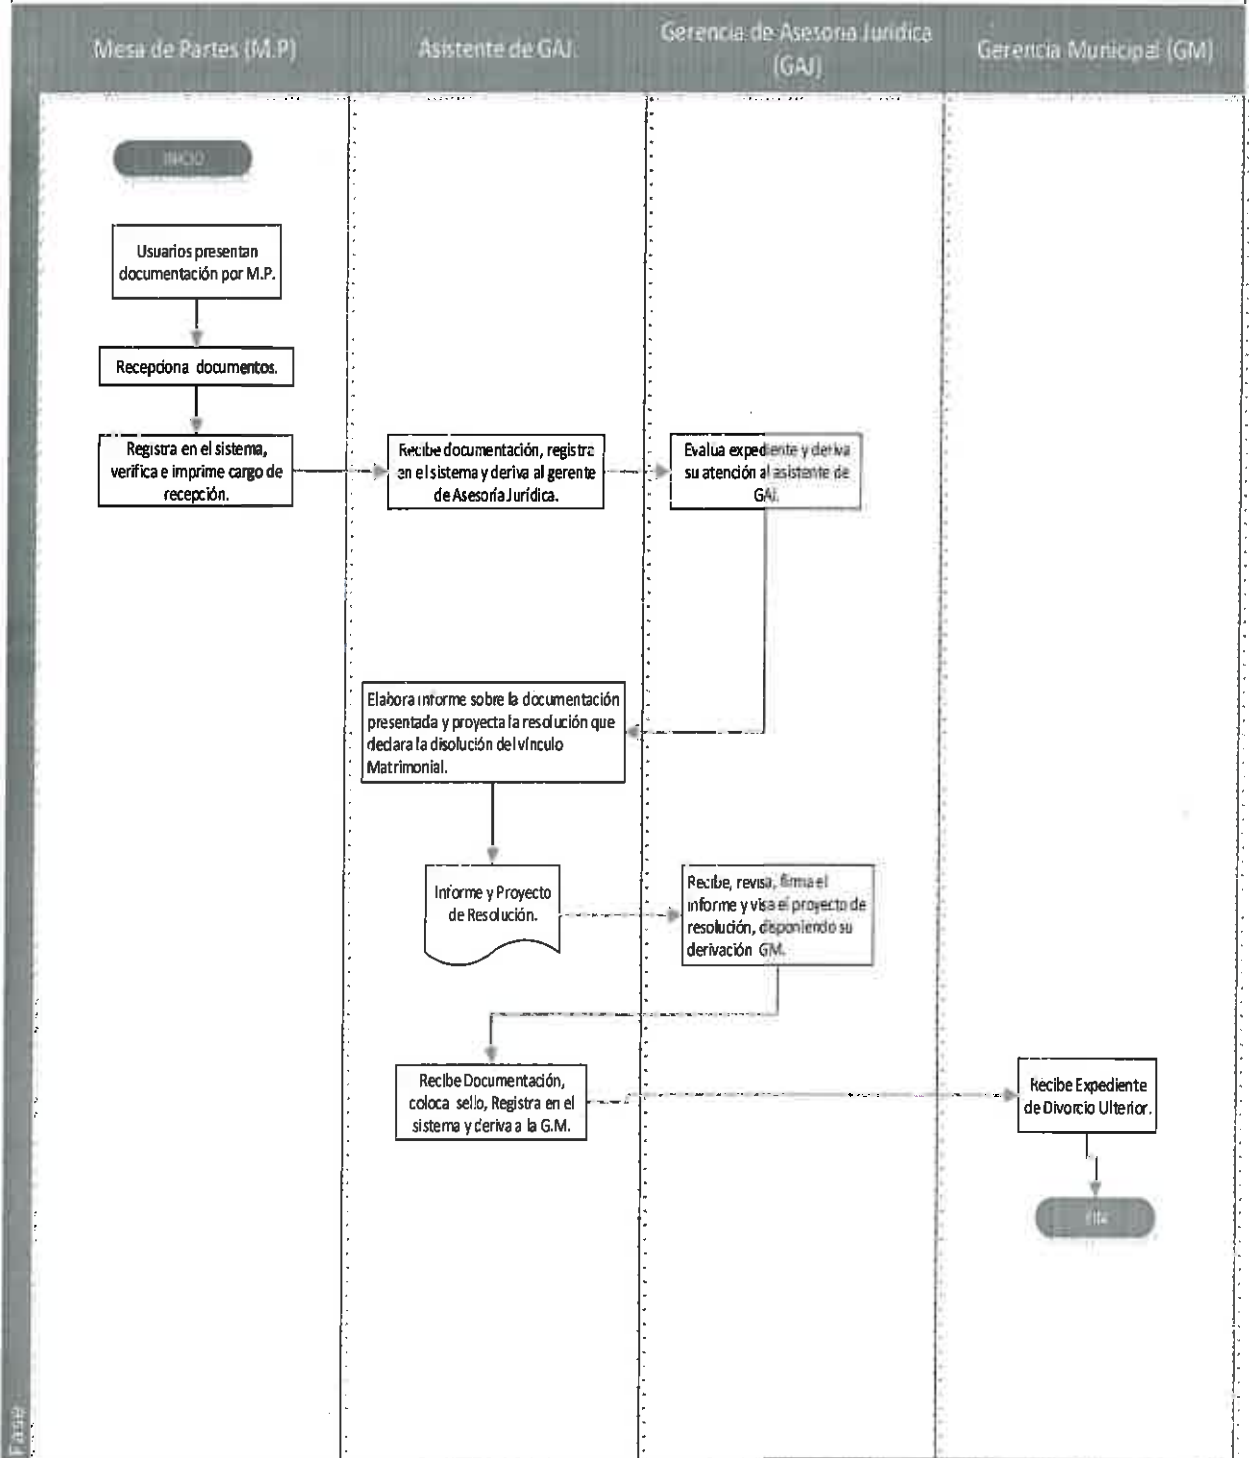 Mesa de Partes (M.P)
Asistente de GAJ.
Gerencia de Asesoria Juridica
(GAJ)
Gerencia Municipal (GM)
INICIO
Usuarios presentan
documentación por M.P.
Recepciona documentos.
Registra en el sistema,
verifica e imprime cargo de
recepción.
Recibe documentación, registra
en el sistema y deriva al gerente
de Asesoría Jurídica.
Evalua expediente y deriva
su atención al asistente de
GAJ.
Elabora informe sobre la documentación
presentada y proyecta la resolución que
declara la disolución del vínculo
Matrimonial.
Informe y Proyecto
de Resolución.
Recibe, revisa, firma el
informe y visa el proyecto de
resolución, disponiendo su
derivación GM.
Recibe Documentación,
coloca sello, Registra en el
sistema y deriva a la G.M.
Recibe Expediente
de Divorcio Ulterior.
FIN
Fase